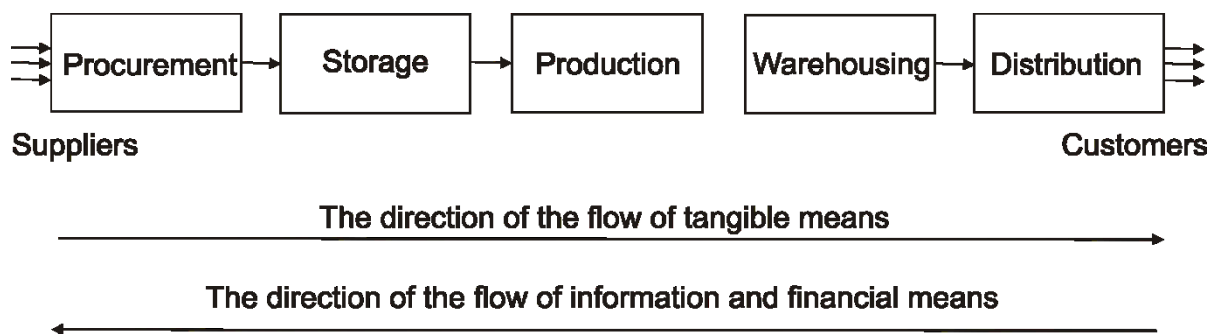 Procurement
Storage
Production
Warehousing
Distribution
Suppliers
Customers
The direction of the flow of tangible means
The direction of the flow of information and financial means